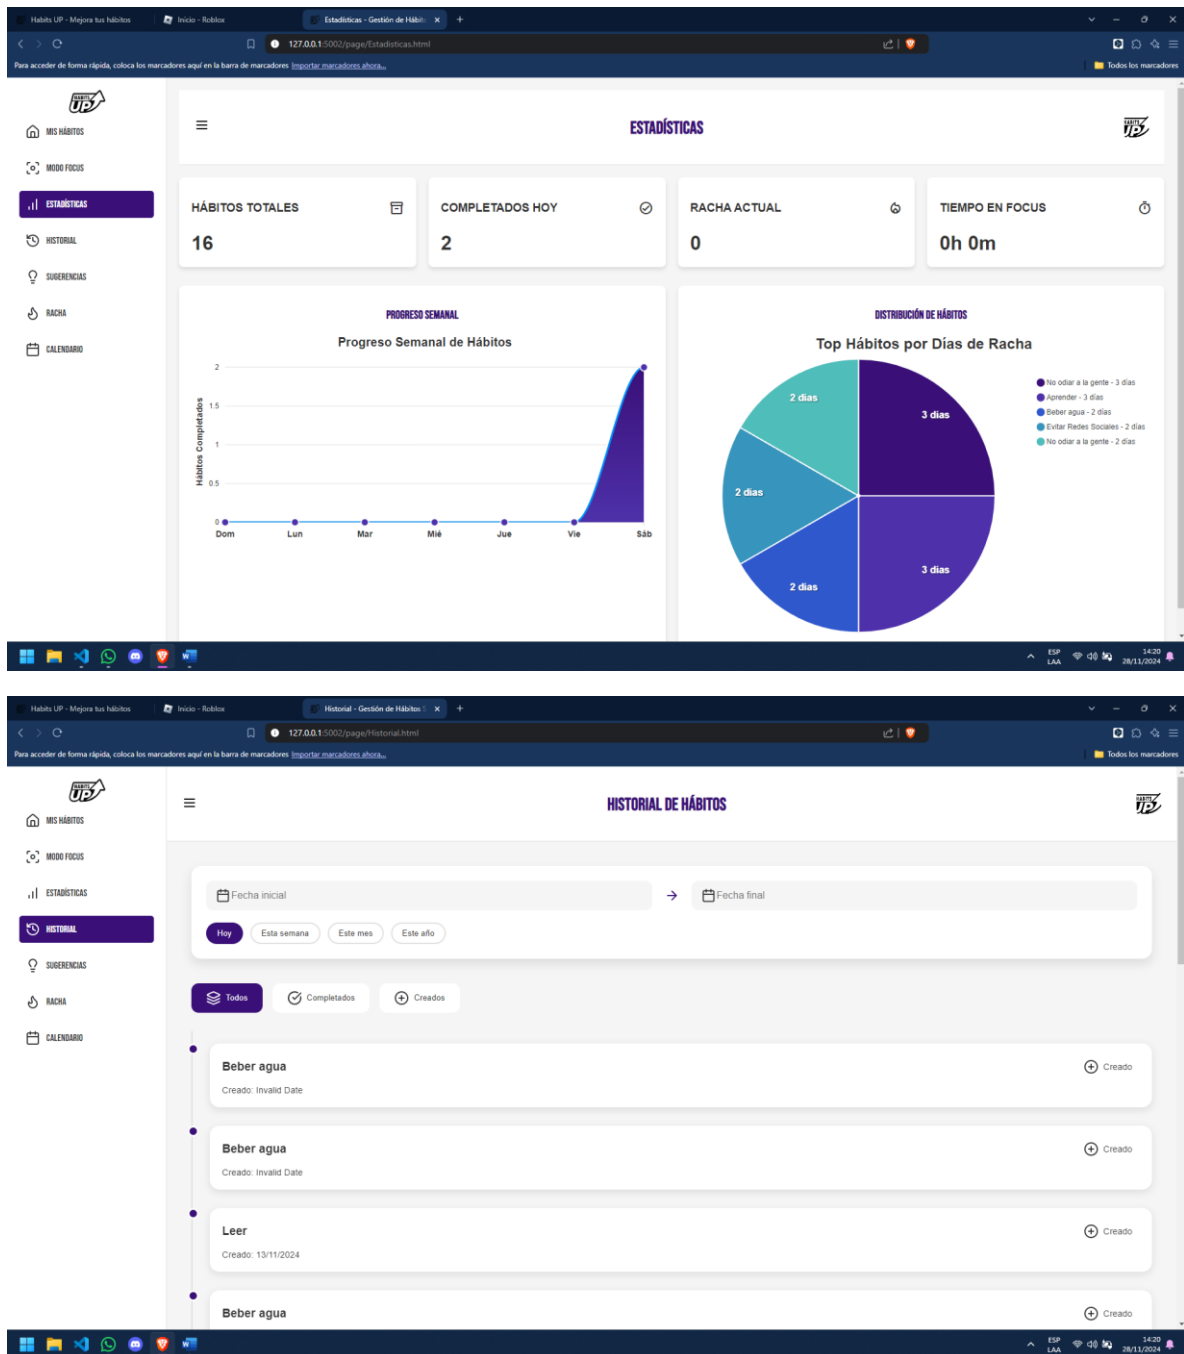 Habits UP - Mejora tus hábitos
Inicio - Roblox
Estadísticas - Gestión de Hábit
127.0.0.1:5002/page/Estadisticas.html
Para acceder de forma rápida, coloca los marcadores aquí en la barra de marcadores Importar marcadores ahora...
Todos los marcadores
HABITS UP
MIS HÁBITOS
MODO FOCUS
ESTADÍSTICAS
HISTORIAL
SUGERENCIAS
RACHA
CALENDARIO
ESTADÍSTICAS
HABITS UP
HÁBITOS TOTALES
16
COMPLETADOS HOY
2
RACHA ACTUAL
0
TIEMPO EN FOCUS
0h 0m
PROGRESO SEMANAL
Progreso Semanal de Hábitos
Hábitos Completados
2
1.5
1
0.5
0
Dom Lun Mar Mié Jue Vie Sáb
DISTRIBUCIÓN DE HÁBITOS
Top Hábitos por Días de Racha
2 días
3 días
2 días
2 días
3 días
No odiar a la gente - 3 días
Aprender - 3 días
Beber agua - 2 días
Evitar Redes Sociales - 2 días
No odiar a la gente - 2 días
ESP
LAA
14:20
28/11/2024
Habits UP - Mejora tus hábitos
Inicio - Roblox
Historial - Gestión de Hábitos S
127.0.0.1:5002/page/Historial.html
Para acceder de forma rápida, coloca los marcadores aquí en la barra de marcadores Importar marcadores ahora...
Todos los marcadores
HABITS UP
MIS HÁBITOS
MODO FOCUS
ESTADÍSTICAS
HISTORIAL
SUGERENCIAS
RACHA
CALENDARIO
HISTORIAL DE HÁBITOS
HABITS UP
Fecha inicial
Fecha final
Hoy
Esta semana
Este mes
Este año
Todos
Completados
Creados
Beber agua
Creado
Creado: Invalid Date
Beber agua
Creado
Creado: Invalid Date
Leer
Creado
Creado: 13/11/2024
Beber agua
Creado
ESP
LAA
14:20
28/11/2024